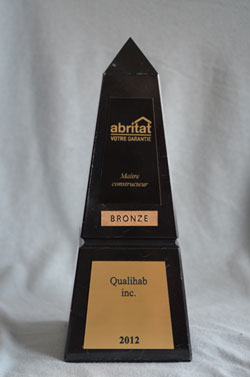 abritat
VOTRE GARANTIE
Maître
constructeur
BRONZE
Qualihab
inc.
2012